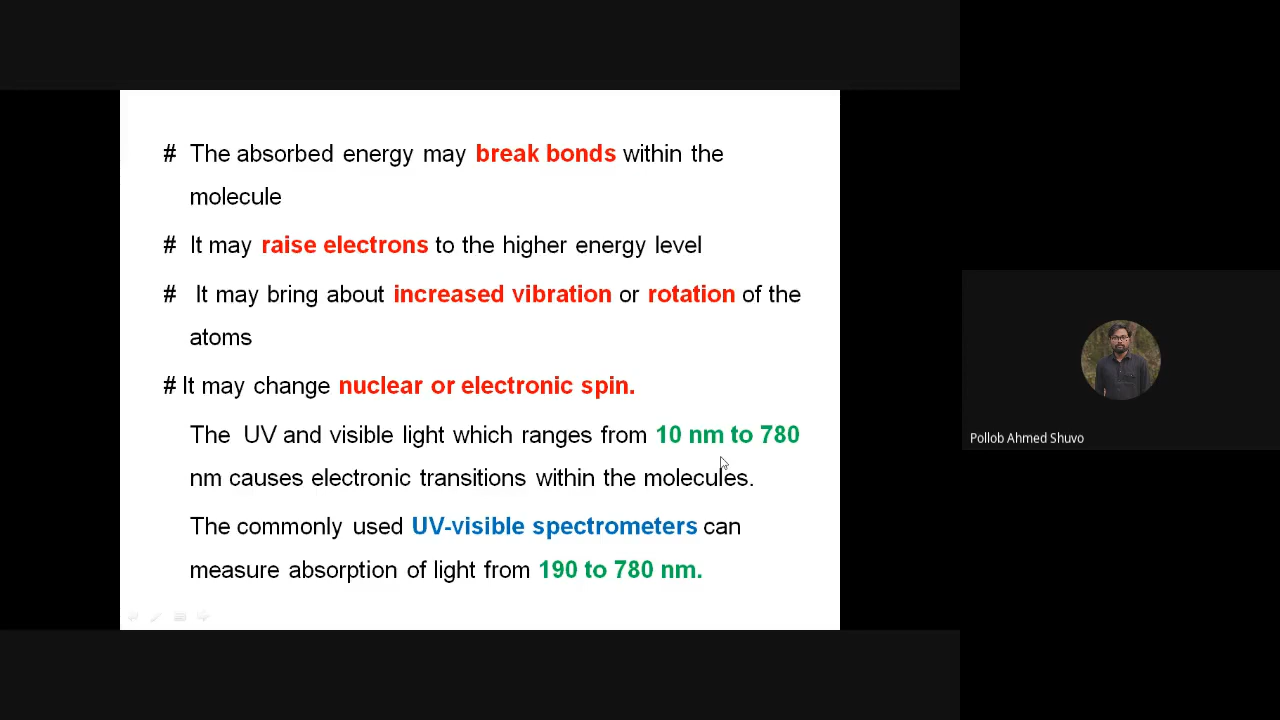 # The absorbed energy may break bonds within the
molecule
# It may raise electrons to the higher energy level
# It may bring about increased vibration or rotation of the
atoms
# It may change nuclear or electronic spin.
The UV and visible light which ranges from 10 nm to 780
nm causes electronic transitions within the molecules.
The commonly used UV-visible spectrometers can
measure absorption of light from 190 to 780 nm.
Pollob Ahmed Shuvo